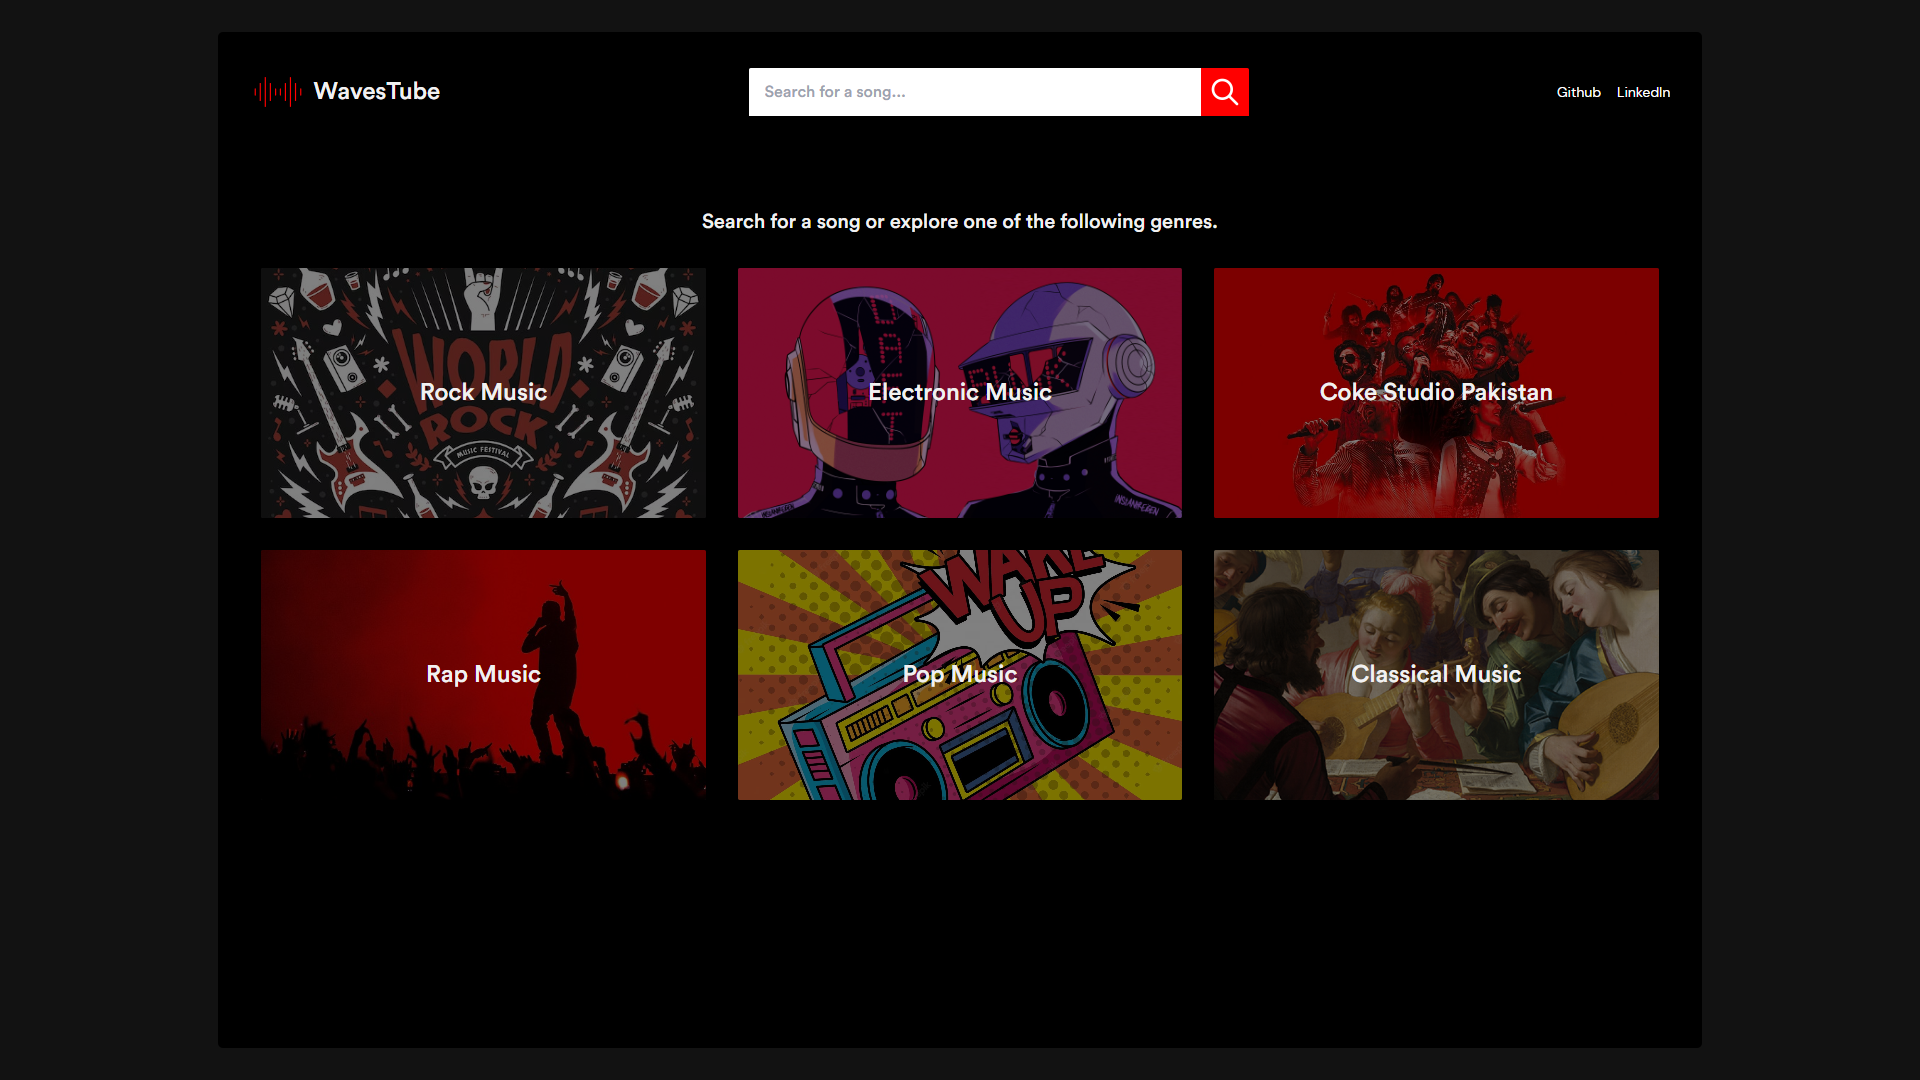 WavesTube
Search for a song...
Github LinkedIn
Search for a song or explore one of the following genres.
WORLD
Rock Music
ROCK
MUSIC FESTIVAL
Electronic Music
Coke Studio Pakistan
Rap Music
WAKE
UP
Pop Music
Classical Music